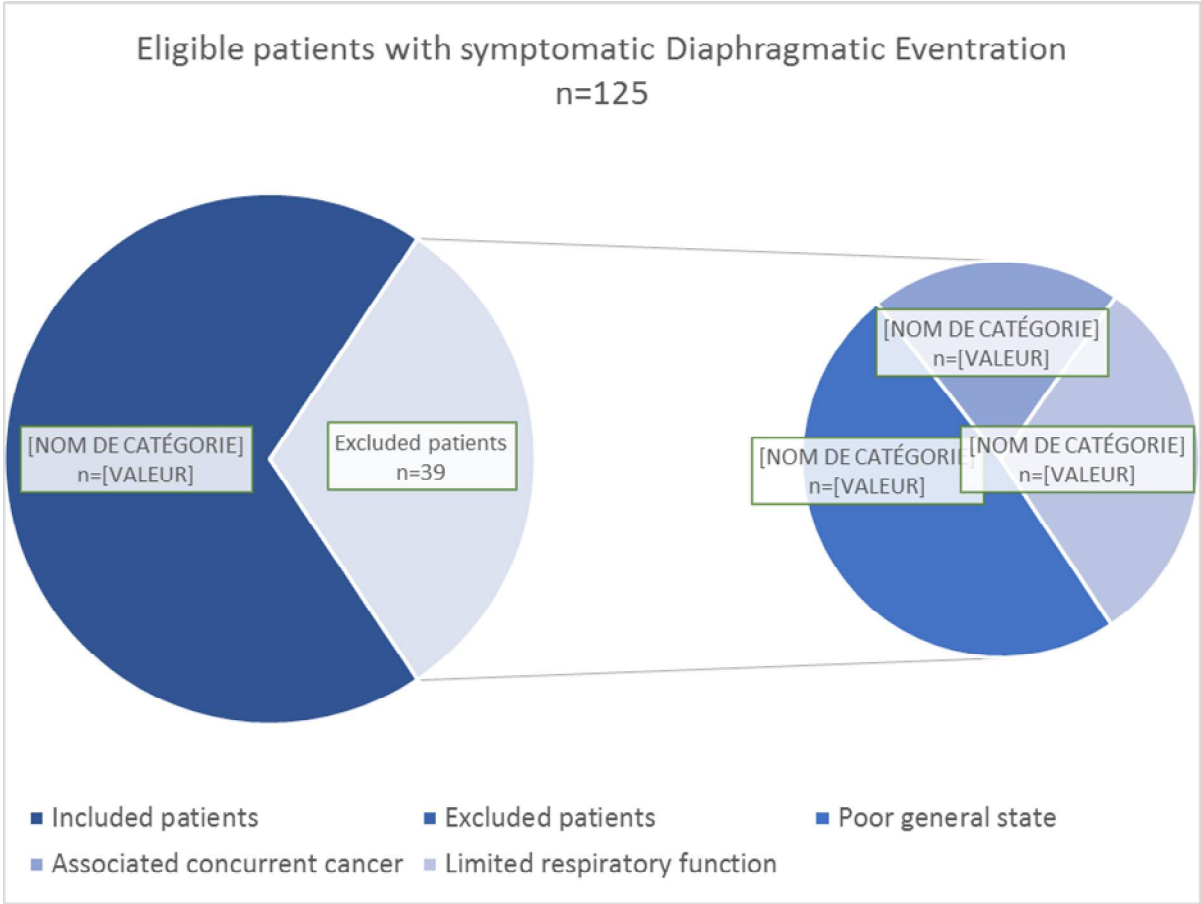 Eligible patients with symptomatic Diaphragmatic Eventration
n=125
[NOM DE CATÉGORIE]
n=[VALEUR]
Excluded patients
n=39
[NOM DE CATÉGORIE]
n=[VALEUR]
[NOM DE CATÉGORIE]
n=[VALEUR]
[NOM DE CATÉGORIE]
n=[VALEUR]
Included patients
Excluded patients
Poor general state
Associated concurrent cancer
Limited respiratory function